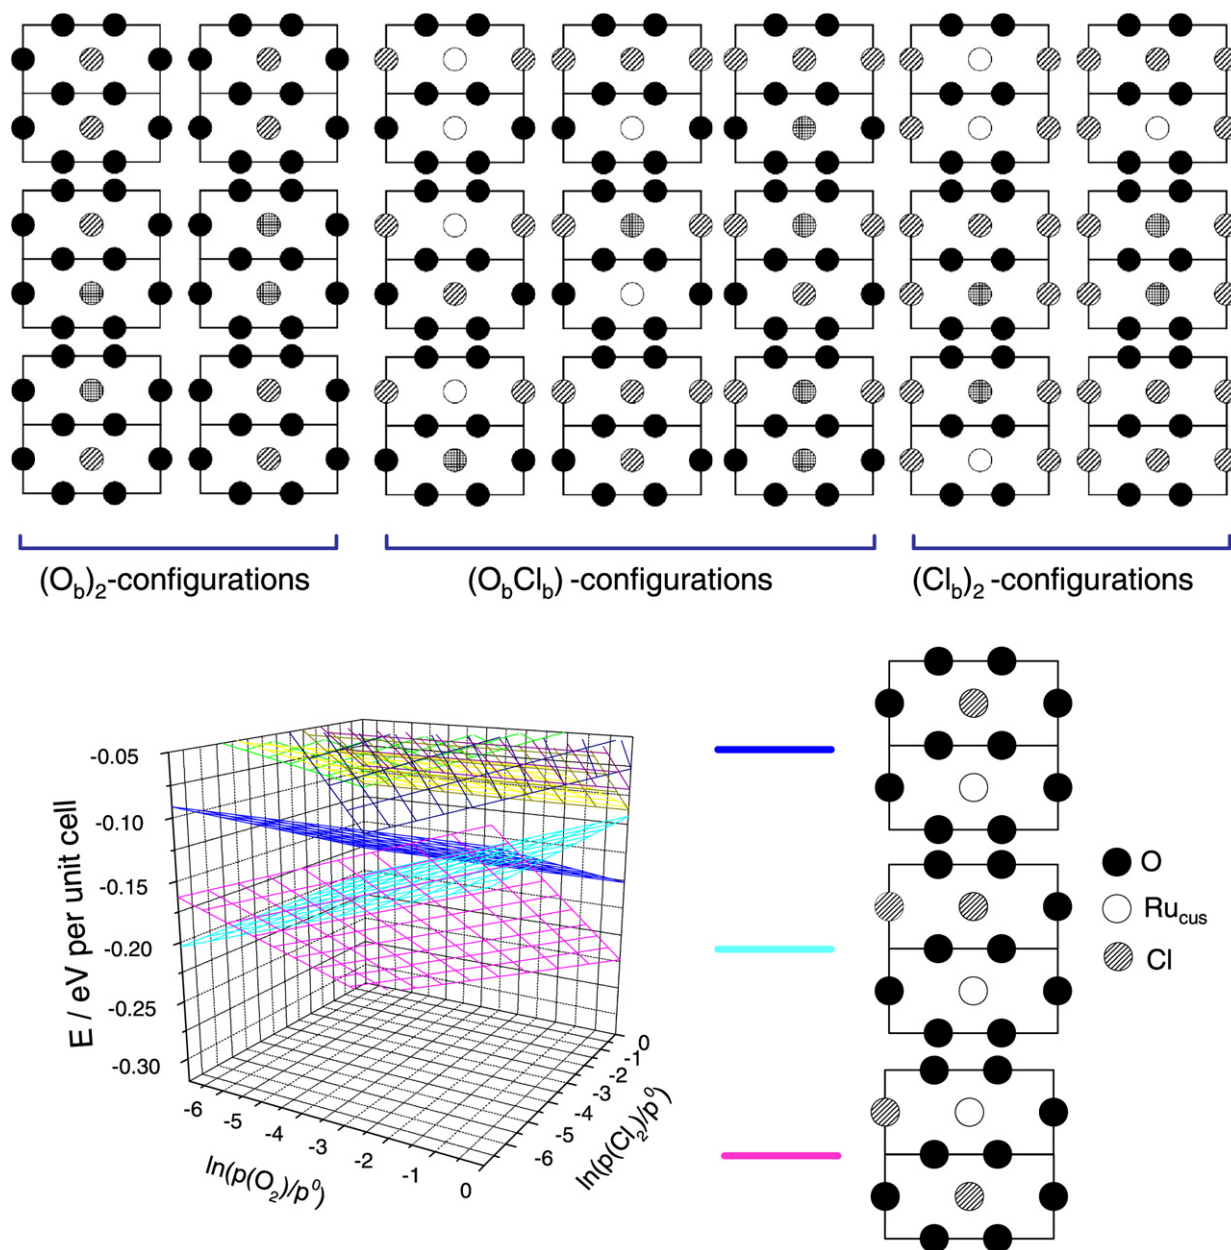 (O_b)_2-configurations
(O_bCl_b) -configurations
(Cl_b)_2-configurations
-0.05
-0.10
-0.15
-0.20
-0.25
-0.30
E / eV per unit cell
-6
-5
-4
-3
-2
-1
0
ln(p(O_2)/p^0)
0
-1
-2
-3
-4
-5
-6
ln(p(Cl_2)/p^0)
O
Ru_cus
Cl